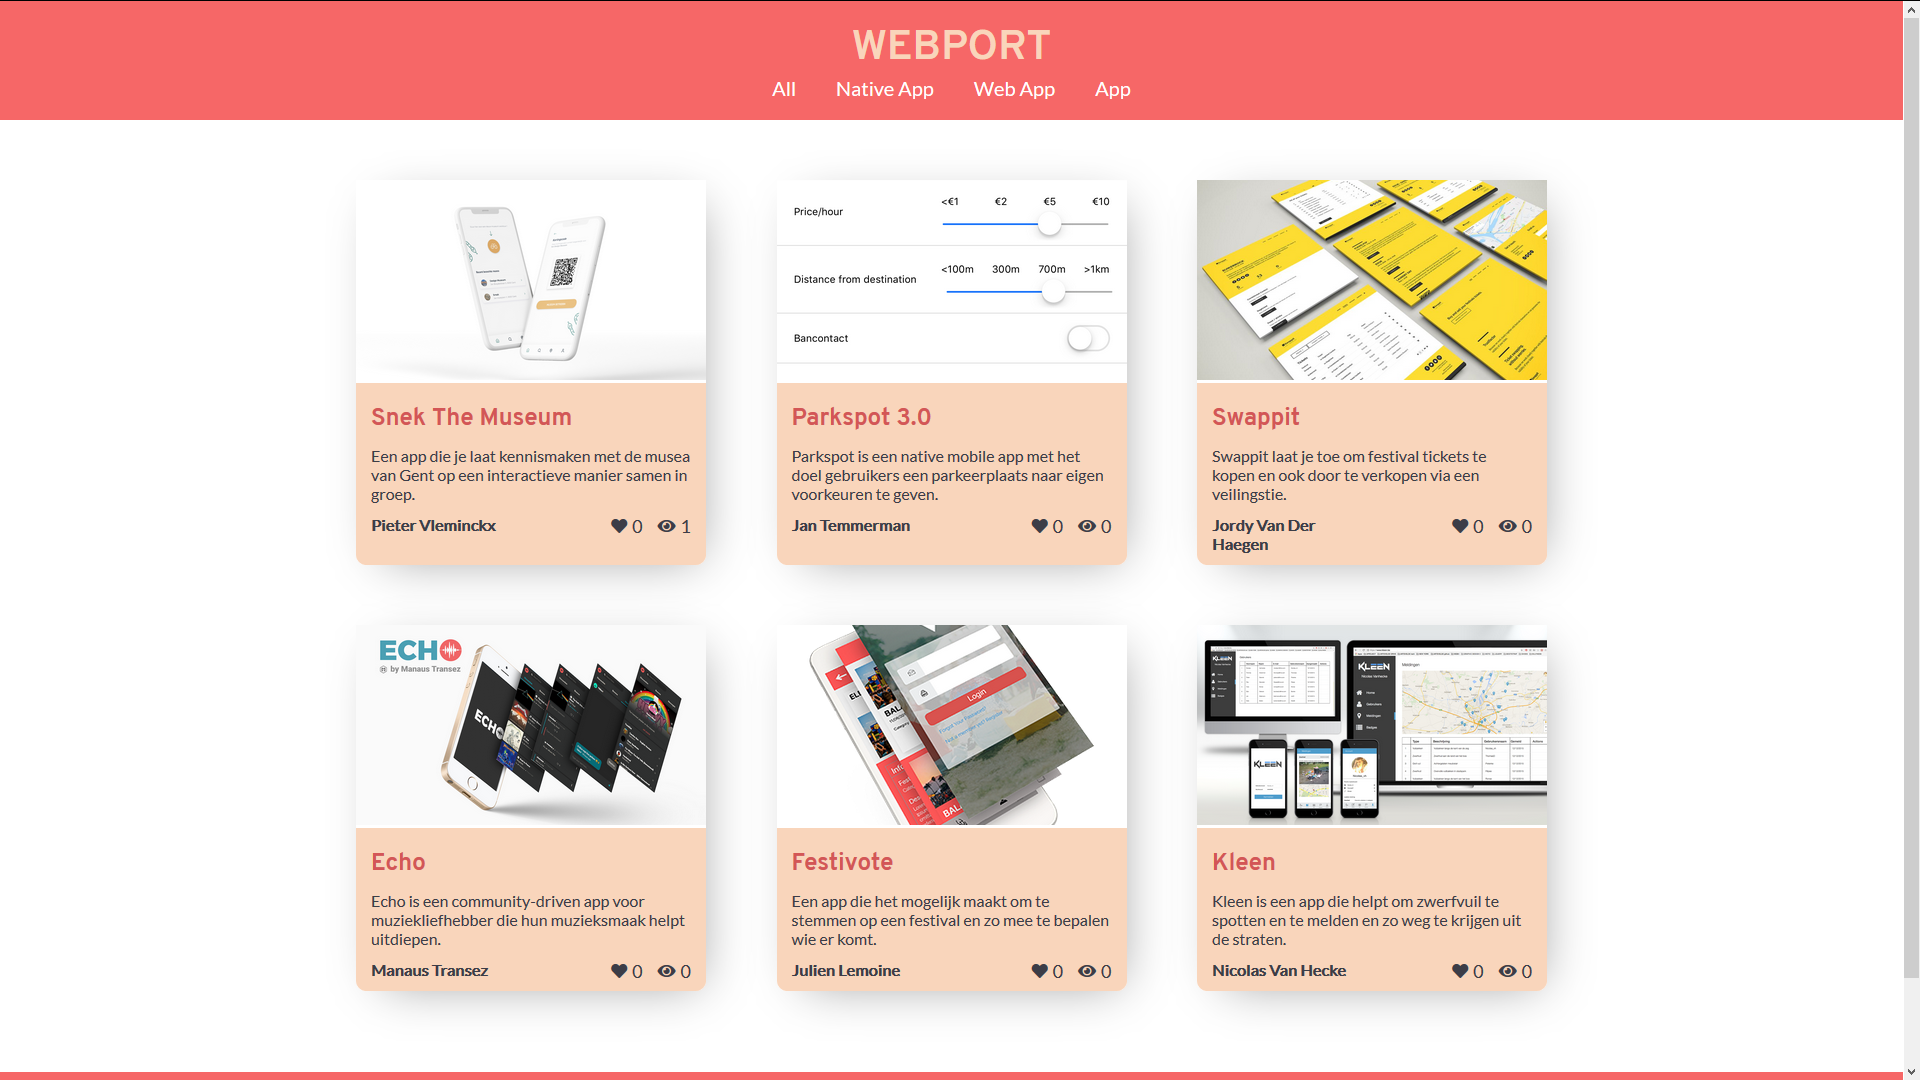 WEBPORT
All Native App Web App App
Price/hour
<€1 €2 €5 €10
Distance from destination
<100m 300m 700m >1km
Bancontact
Snek The Museum
Een app die je laat kennismaken met de musea
van Gent op een interactieve manier samen in
groep.
Pieter Vleminckx 0 1
Parkspot 3.0
Parkspot is een native mobile app met het
doel gebruikers een parkeerplaats naar eigen
voorkeuren te geven.
Jan Temmerman 0 0
Swappit
Swappit laat je toe om festival tickets te
kopen en ook door te verkopen via een
veilingstie.
Jordy Van Der
Haegen 0 0
ECHO
by Manaus Transez
ECHO
Login
KLEEN
KLEEN
Meldingen
KLEEN
Echo
Echo is een community-driven app voor
muziekliefhebber die hun muzieksmaak helpt
uitdiepen.
Manaus Transez 0 0
Festivote
Een app die het mogelijk maakt om te
stemmen op een festival en zo mee te bepalen
wie er komt.
Julien Lemoine 0 0
Kleen
Kleen is een app die helpt om zwerfvuil te
spotten en te melden en zo weg te krijgen uit
de straten.
Nicolas Van Hecke 0 0